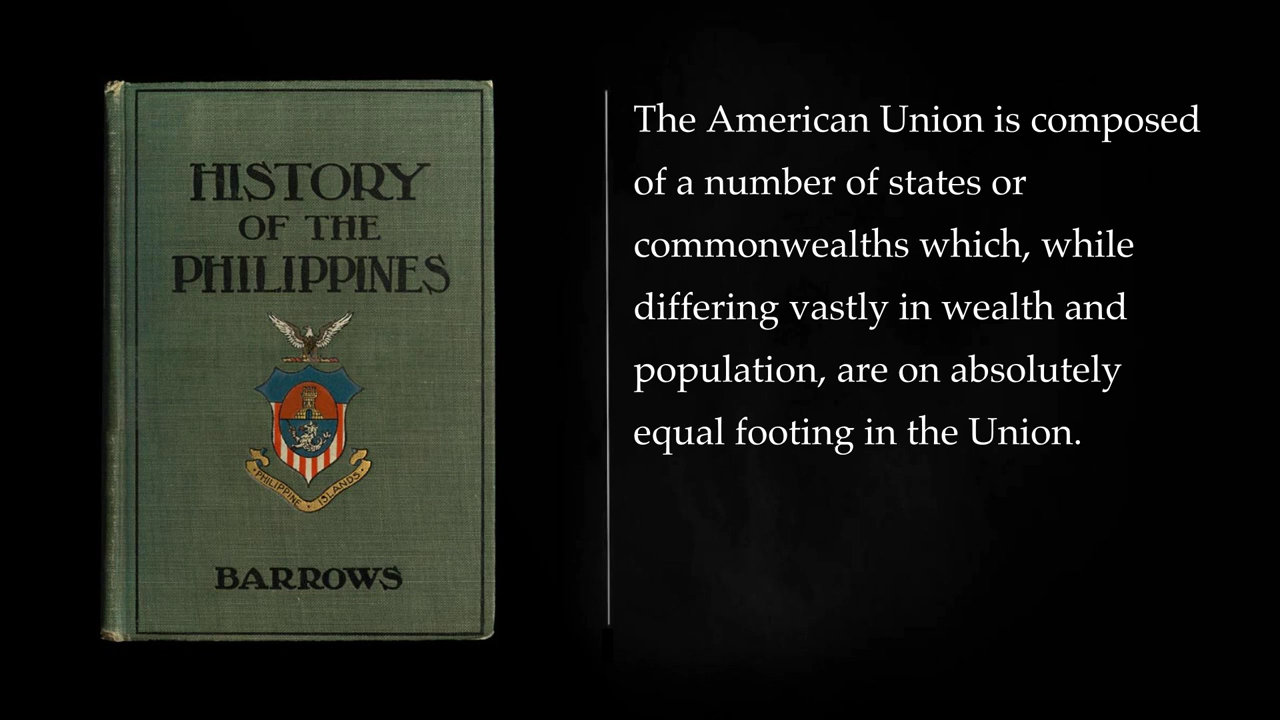 HISTORY
OF THE
PHILIPPINES
PHILIPPINE ISLANDS
BARROWS
The American Union is composed
of a number of states or
commonwealths which, while
differing vastly in wealth and
population, are on absolutely
equal footing in the Union.